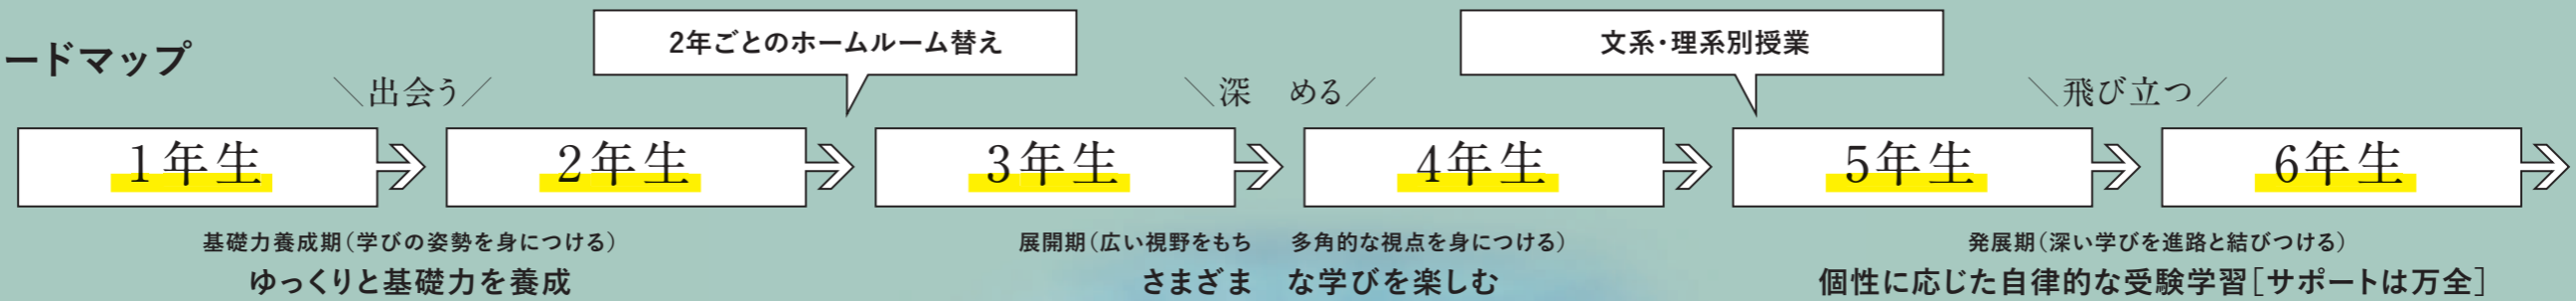 ードマップ
2年ごとのホームルーム替え
文系・理系別授業
＼出会う／
＼深　める／
＼飛び立つ／
1年生
2年生
3年生
4年生
5年生
6年生
基礎力養成期（学びの姿勢を身につける）
ゆっくりと基礎力を養成
展開期（広い視野をもち　多角的な視点を身につける）
さまざま　な学びを楽しむ
発展期（深い学びを進路と結びつける）
個性に応じた自律的な受験学習［サポートは万全］